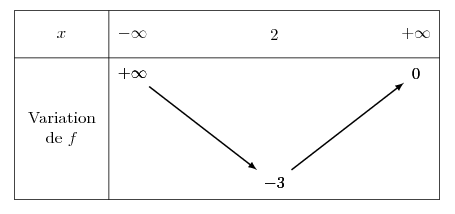 x −∞ 2 +∞
+∞ 0
Variation
de f
−3